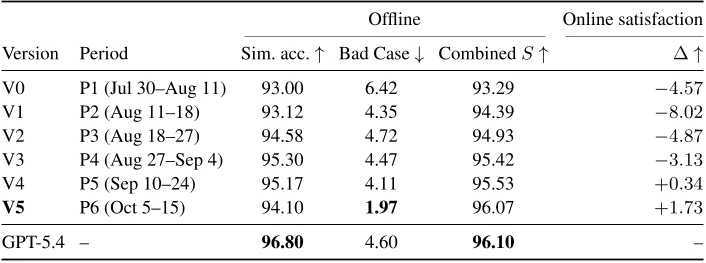 Offline Online satisfaction
Version Period Sim. acc. ↑ Bad Case ↓ Combined S ↑ Δ ↑
V0 P1 (Jul 30–Aug 11) 93.00 6.42 93.29 −4.57
V1 P2 (Aug 11–18) 93.12 4.35 94.39 −8.02
V2 P3 (Aug 18–27) 94.58 4.72 94.93 −4.87
V3 P4 (Aug 27–Sep 4) 95.30 4.47 95.42 −3.13
V4 P5 (Sep 10–24) 95.17 4.11 95.53 +0.34
V5 P6 (Oct 5–15) 94.10 1.97 96.07 +1.73
GPT-5.4 – 96.80 4.60 96.10 –